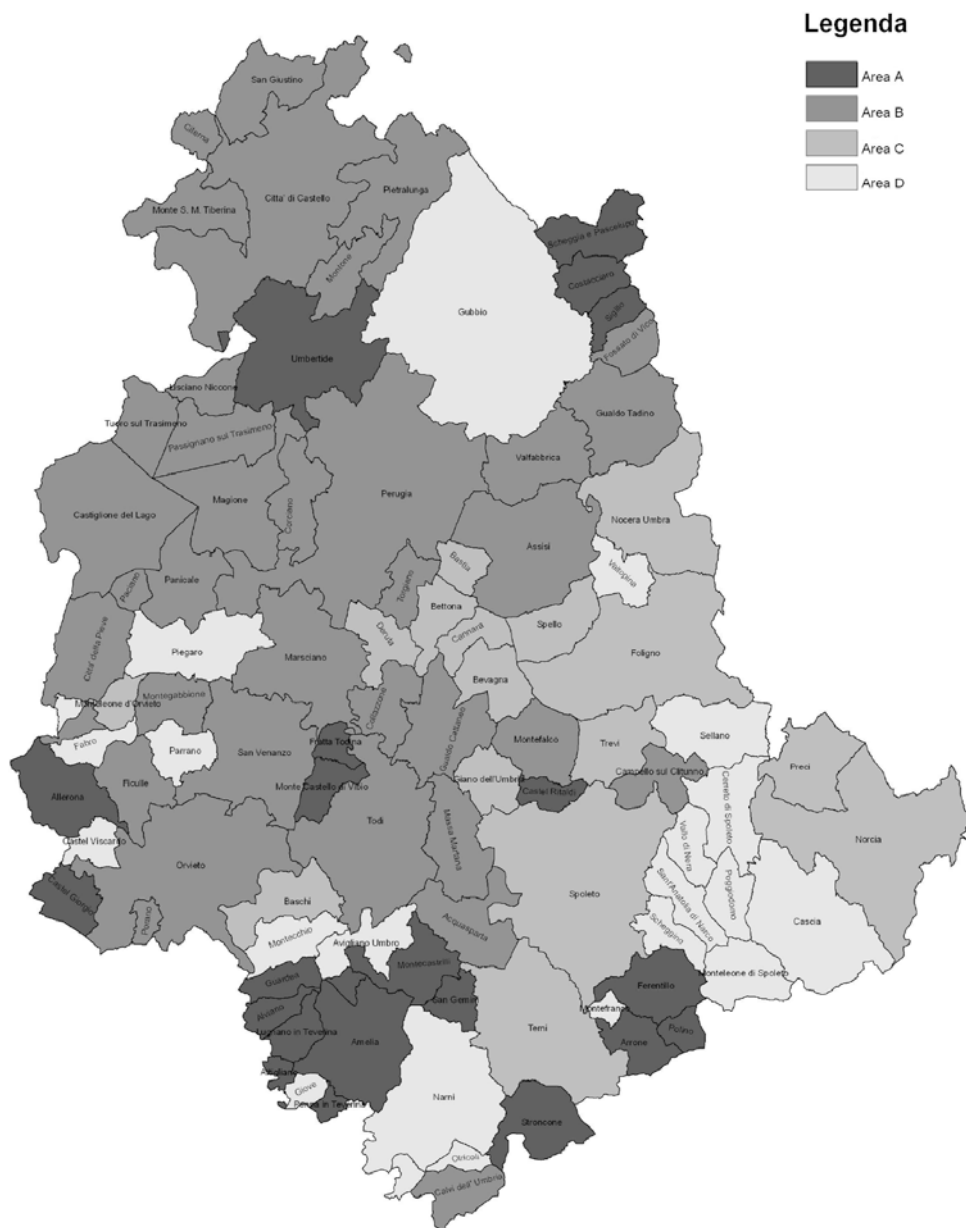 Legenda
Area A
Area B
Area C
Area D
San Giustino
Citerna
Citta' di Castello
Pietralunga
Monte S. M. Tiberina
Montone
Scheggia e Pascelupo
Costacciaro
Sigillo
Fossato di Vico
Gubbio
Umbertide
Lisciano Niccone
Gualdo Tadino
Tuoro sul Trasimeno
Passignano sul Trasimeno
Valfabbrica
Magione
Corciano
Perugia
Castiglione del Lago
Nocera Umbra
Assisi
Bastia
Valtopina
Paciano
Panicale
Torgiano
Bettona
Spello
Cannara
Deruta
Citta' della Pieve
Piegaro
Marsciano
Foligno
Bevagna
Montegabbione
Monteleone d'Orvieto
Collazzone
Gualdo Cattaneo
Montefalco
Trevi
Sellano
Fabro
Parrano
San Venanzo
Fratta Todina
Preci
Campello sul Clitunno
Giano dell'Umbria
Ficulle
Allerona
Monte Castello di Vibio
Castel Ritaldi
Cerreto di Spoleto
Todi
Massa Martana
Vallo di Nera
Norcia
Castel Viscardo
Orvieto
Spoleto
Poggiodomo
Sant'Anatolia di Narco
Castel Giorgio
Porano
Baschi
Cascia
Acquasparta
Scheggino
Montecchio
Avigliano Umbro
Montecastrilli
Monteleone di Spoleto
Guardea
Ferentillo
San Gemini
Alviano
Montefranco
Lugnano in Teverina
Amelia
Terni
Polino
Arrone
Attigliano
Giove
Narni
Penna in Teverina
Stroncone
Otricoli
Calvi dell' Umbria